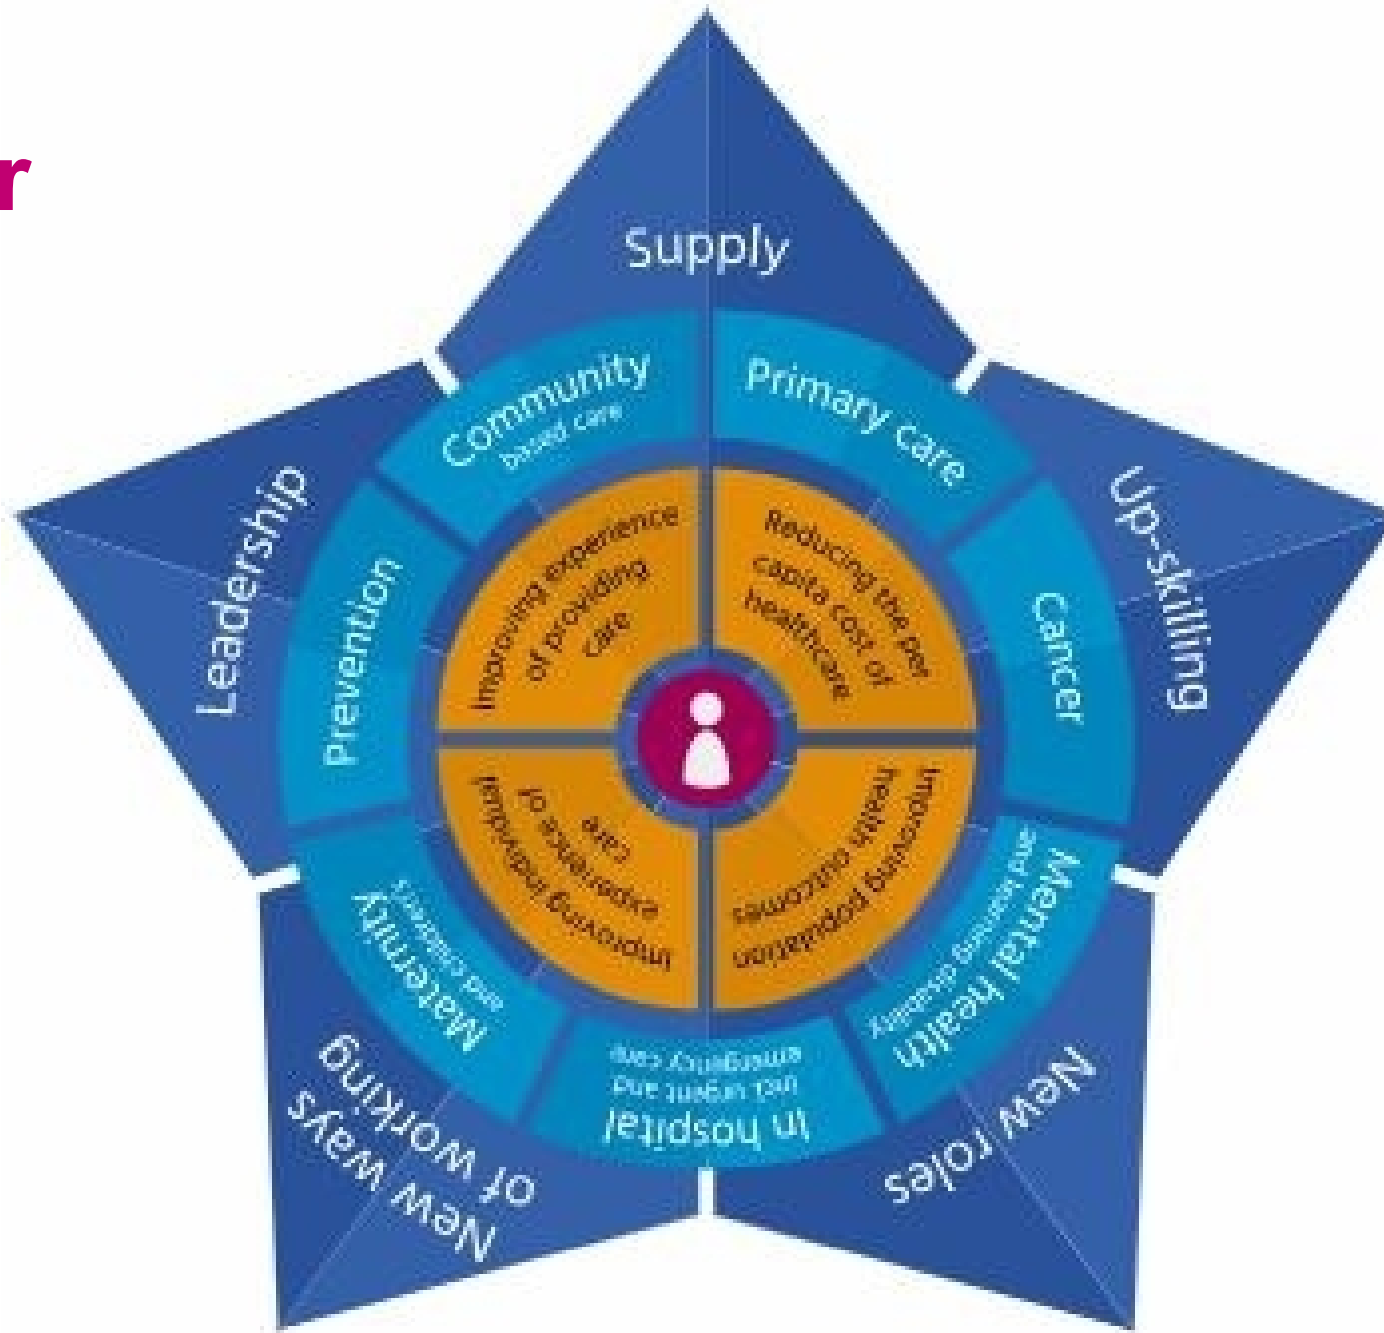 r
Supply
Up-skilling
New roles
New ways
of working
Leadership
Primary care
Cancer
Mental health
and learning disability
In hospital
incl. urgent and
emergency care
Maternity
and childrens
Prevention
Community
based care
Reducing the per
capita cost of
healthcare
Improving population
health outcomes
Improving individual
experience of
care
Improving experience
of providing
care